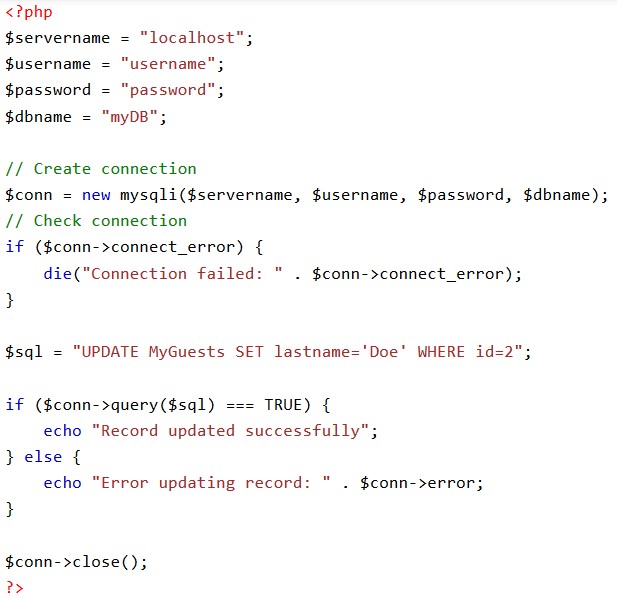 <?php
$servername = "localhost";
$username = "username";
$password = "password";
$dbname = "myDB";
// Create connection
$conn = new mysqli($servername, $username, $password, $dbname);
// Check connection
if ($conn->connect_error) {
    die("Connection failed: " . $conn->connect_error);
}
$sql = "UPDATE MyGuests SET lastname='Doe' WHERE id=2";
if ($conn->query($sql) === TRUE) {
    echo "Record updated successfully";
} else {
    echo "Error updating record: " . $conn->error;
}
$conn->close();
?>